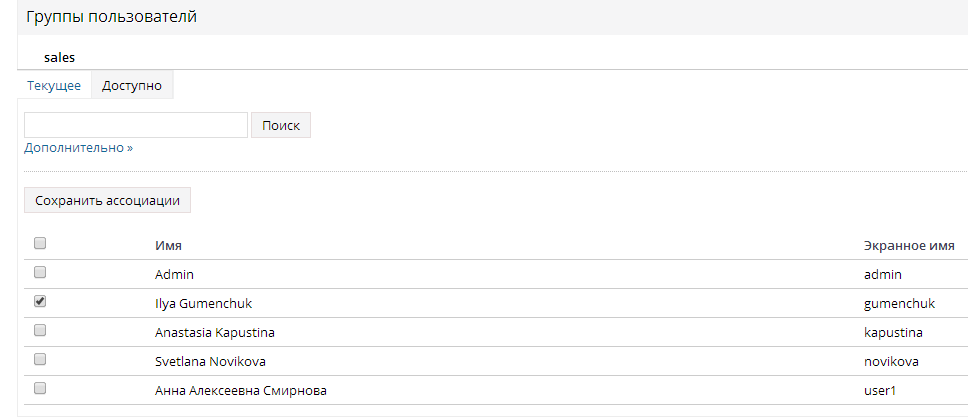 Группы пользователй
sales
Текущее Доступно
Поиск
Дополнительно »
Сохранить ассоциации
Имя Экранное имя
Admin admin
Ilya Gumenchuk gumenchuk
Anastasia Kapustina kapustina
Svetlana Novikova novikova
Анна Алексеевна Смирнова user1